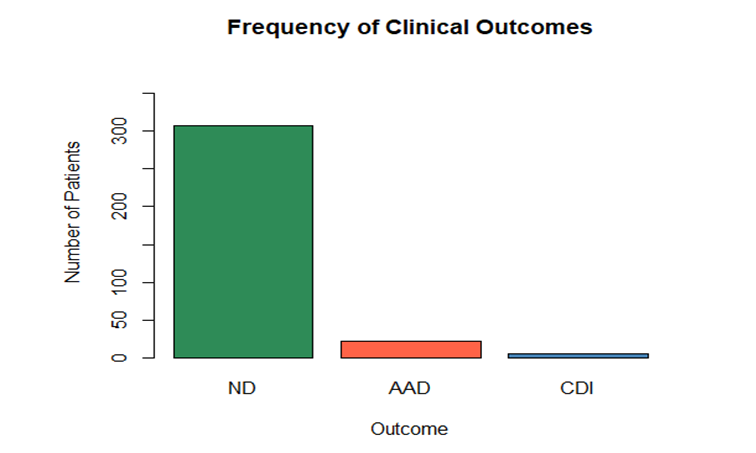 Frequency of Clinical Outcomes
Number of Patients
300
200
100
50
0
ND
AAD
CDI
Outcome